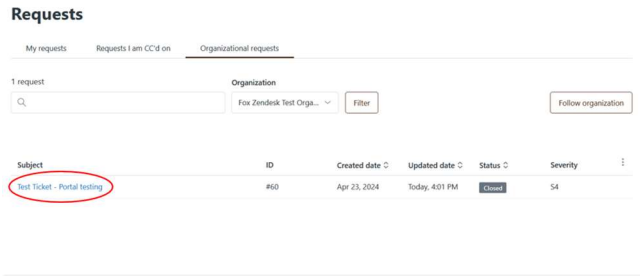 Requests
My requests Requests I am CC'd on Organizational requests
1 request Organization
Fox Zendesk Test Orga... Filter Follow organization
Subject ID Created date Updated date Status Severity
Test Ticket - Portal testing #60 Apr 23, 2024 Today, 4:01 PM Closed S4